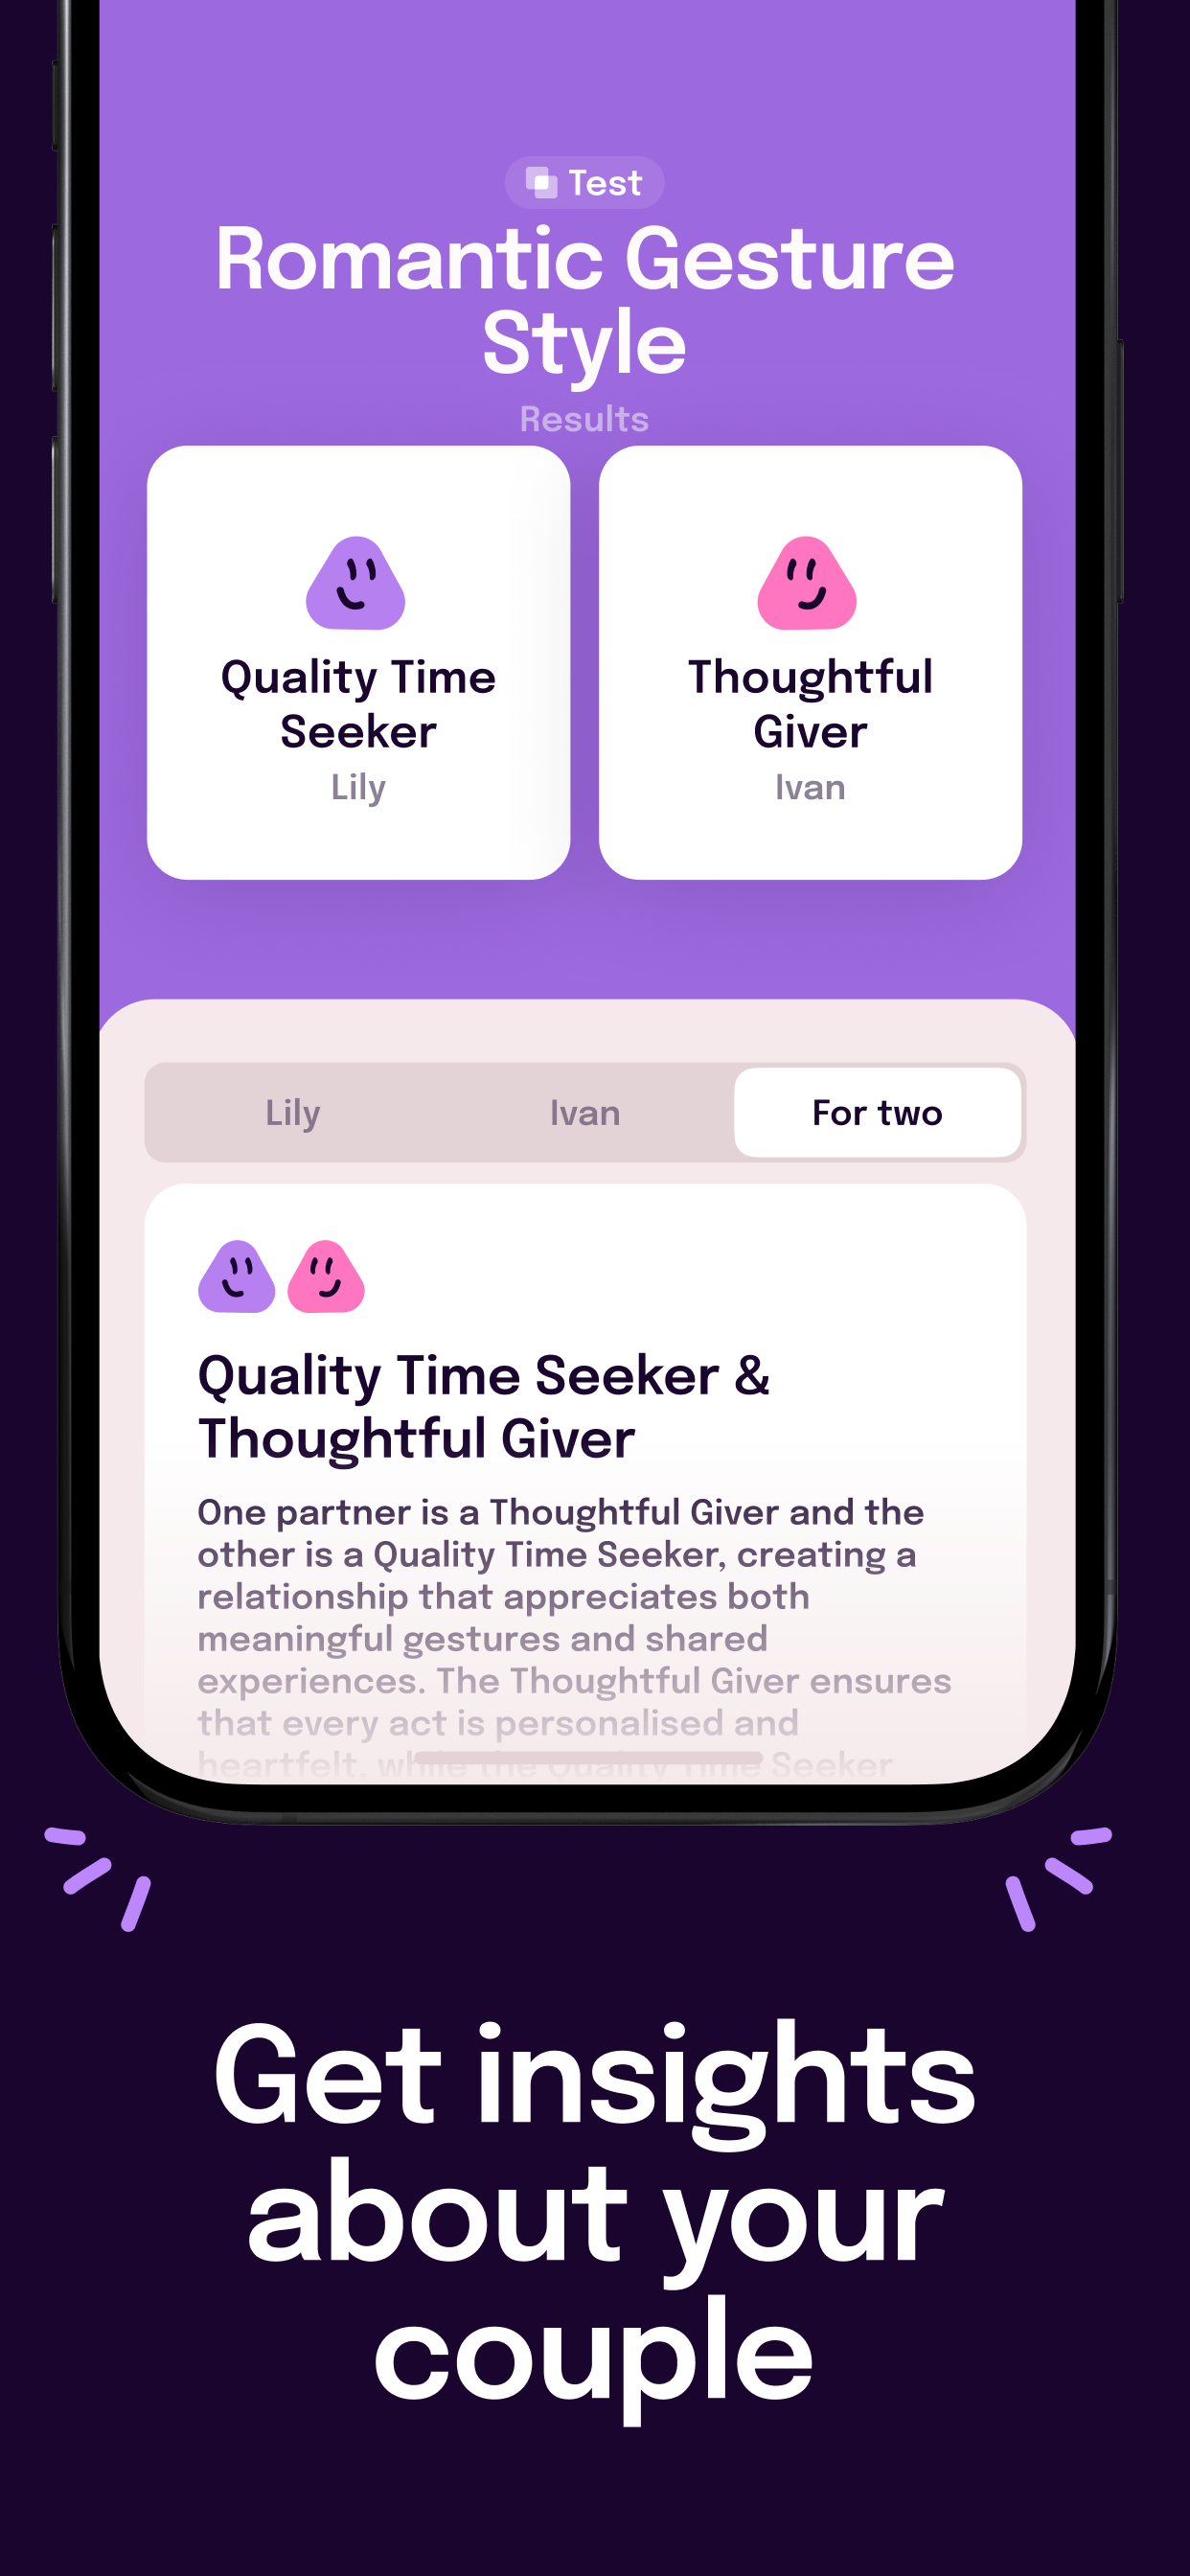 Test
Romantic Gesture
Style
Results
Quality Time
Seeker
Lily
Thoughtful
Giver
Ivan
Lily
Ivan
For two
Quality Time Seeker &
Thoughtful Giver
One partner is a Thoughtful Giver and the
other is a Quality Time Seeker, creating a
relationship that appreciates both
meaningful gestures and shared
experiences. The Thoughtful Giver ensures
that every act is personalised and
heartfelt, while the Quality Time Seeker
Get insights
about your
couple